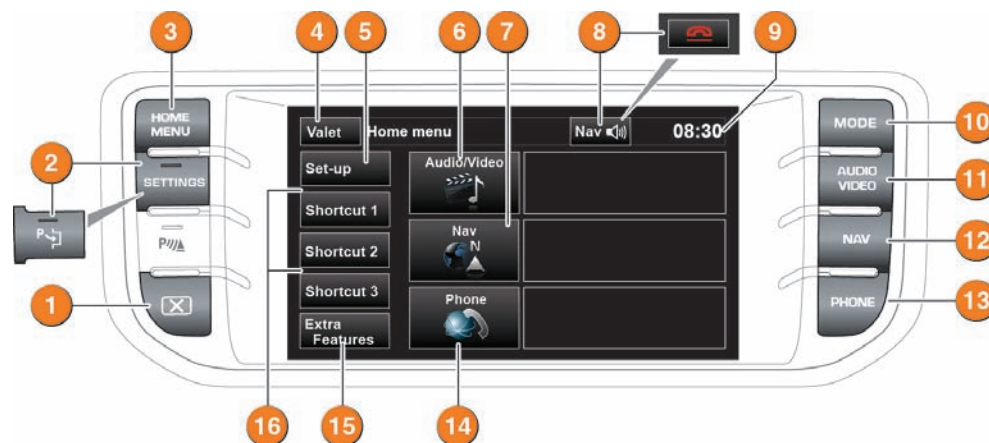 3
4
5
6
7
8
9
HOME
MENU
Valet
Home menu
Nav
08:30
MODE
10
2
SETTINGS
Set-up
Audio/Video
AUDIO
VIDEO
11
Shortcut 1
P
P
Nav
N
Shortcut 2
NAV
12
1
Shortcut 3
Phone
PHONE
13
Extra
Features
16
15
14